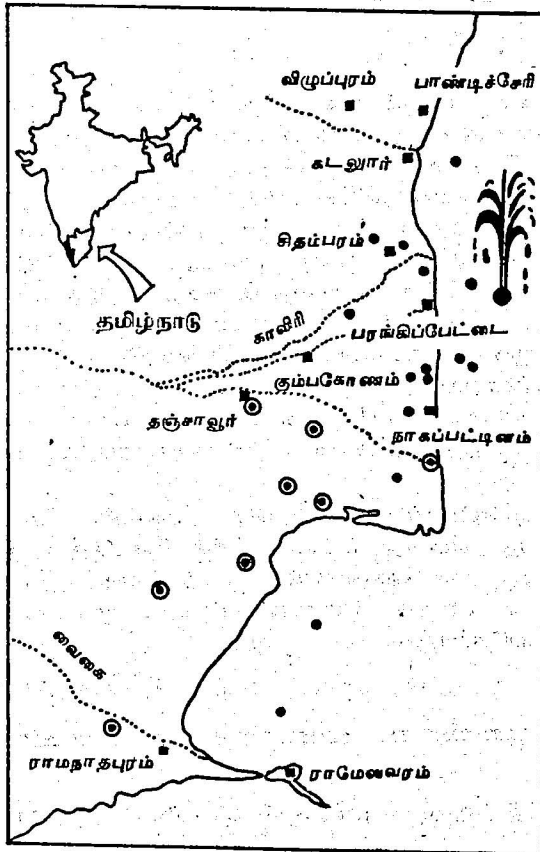 விழுப்புரம்
பாண்டிச்சேரி
கடலூர்
சிதம்பரம்
தமிழ்நாடு
காவிரி
பரங்கிப்பேட்டை
கும்பகோணம்
தஞ்சாவூர்
நாகப்பட்டினம்
வைகை
ராமநாதபுரம்
ராமேஸ்வரம்